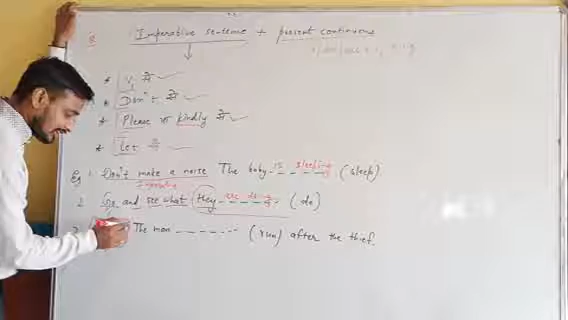 Imperative sentence + present continuous
* V₁ से
* Don't से
* Please or kindly से
* Let से
Eg 1. Don't make a noise The baby is sleeping (sleep)
Imperative
2. Go and see what they are doing (do)
The man ------- (run) after the thief.